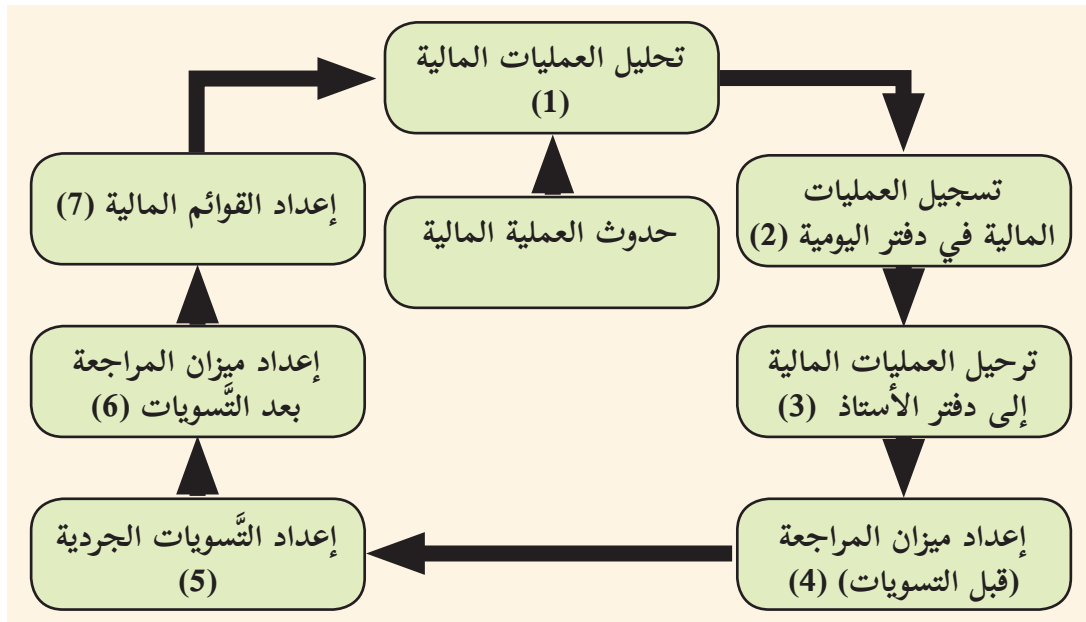 تحليل العمليات المالية
(1)
حدوث العملية المالية
تسجيل العمليات
المالية في دفتر اليومية (2)
ترحيل العمليات المالية
إلى دفتر الأستاذ (3)
إعداد ميزان المراجعة
(قبل التسويات) (4)
إعداد التَّسويات الجردية
(5)
إعداد ميزان المراجعة
بعد التَّسويات (6)
إعداد القوائم المالية (7)